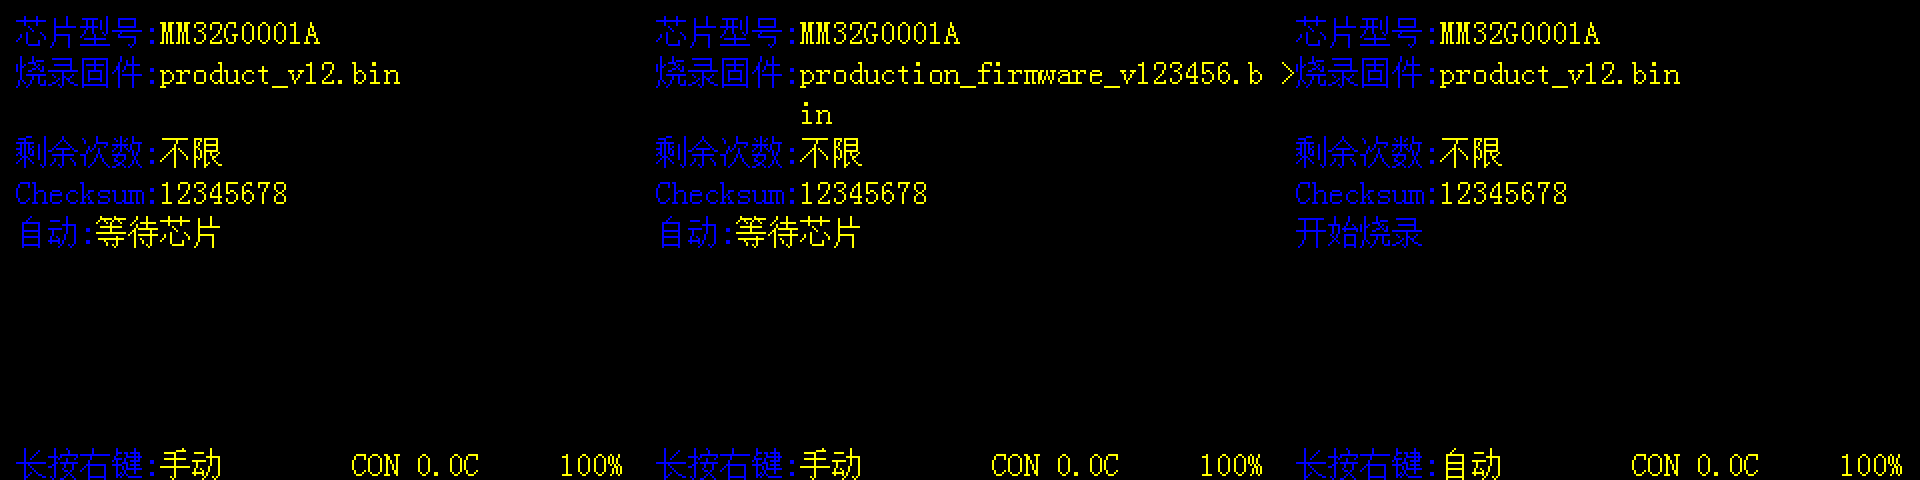 芯片型号:MM32G0001A
烧录固件:product_v12.bin
剩余次数:不限
Checksum:12345678
自动:等待芯片
长按右键:手动 CON 0.0C 100%
芯片型号:MM32G0001A
烧录固件:production_firmware_v123456.b >
in
剩余次数:不限
Checksum:12345678
自动:等待芯片
长按右键:手动 CON 0.0C 100%
芯片型号:MM32G0001A
烧录固件:product_v12.bin
剩余次数:不限
Checksum:12345678
开始烧录
长按右键:自动 CON 0.0C 100%